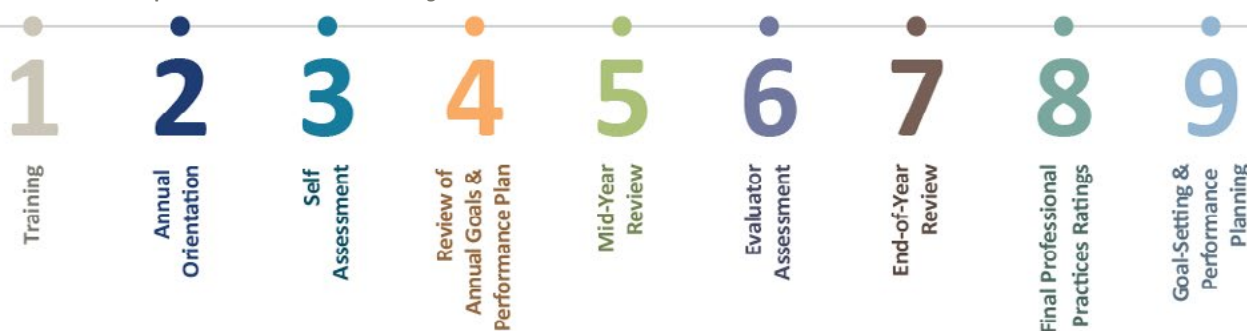 1
Training
2
Annual
Orientation
3
Self
Assessment
4
Review of
Annual Goals &
Performance Plan
5
Mid-Year
Review
6
Evaluator
Assessment
7
End-of-Year
Review
8
Final Professional
Practices Ratings
9
Goal-Setting &
Performance
Planning